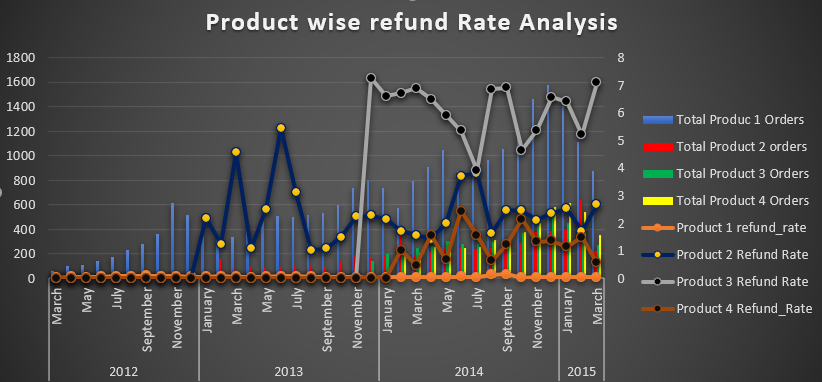 Product wise refund Rate Analysis
1800
1600
1400
1200
1000
800
600
400
200
0
8
7
6
5
4
3
2
1
0
March
May
July
September
November
January
March
May
July
September
November
January
March
May
July
September
November
January
March
2012
2013
2014
2015
Total Produc 1 Orders
Total Product 2 orders
Total Product 3 Orders
Total Product 4 Orders
Product 1 refund_rate
Product 2 Refund Rate
Product 3 Refund Rate
Product 4 Refund_Rate